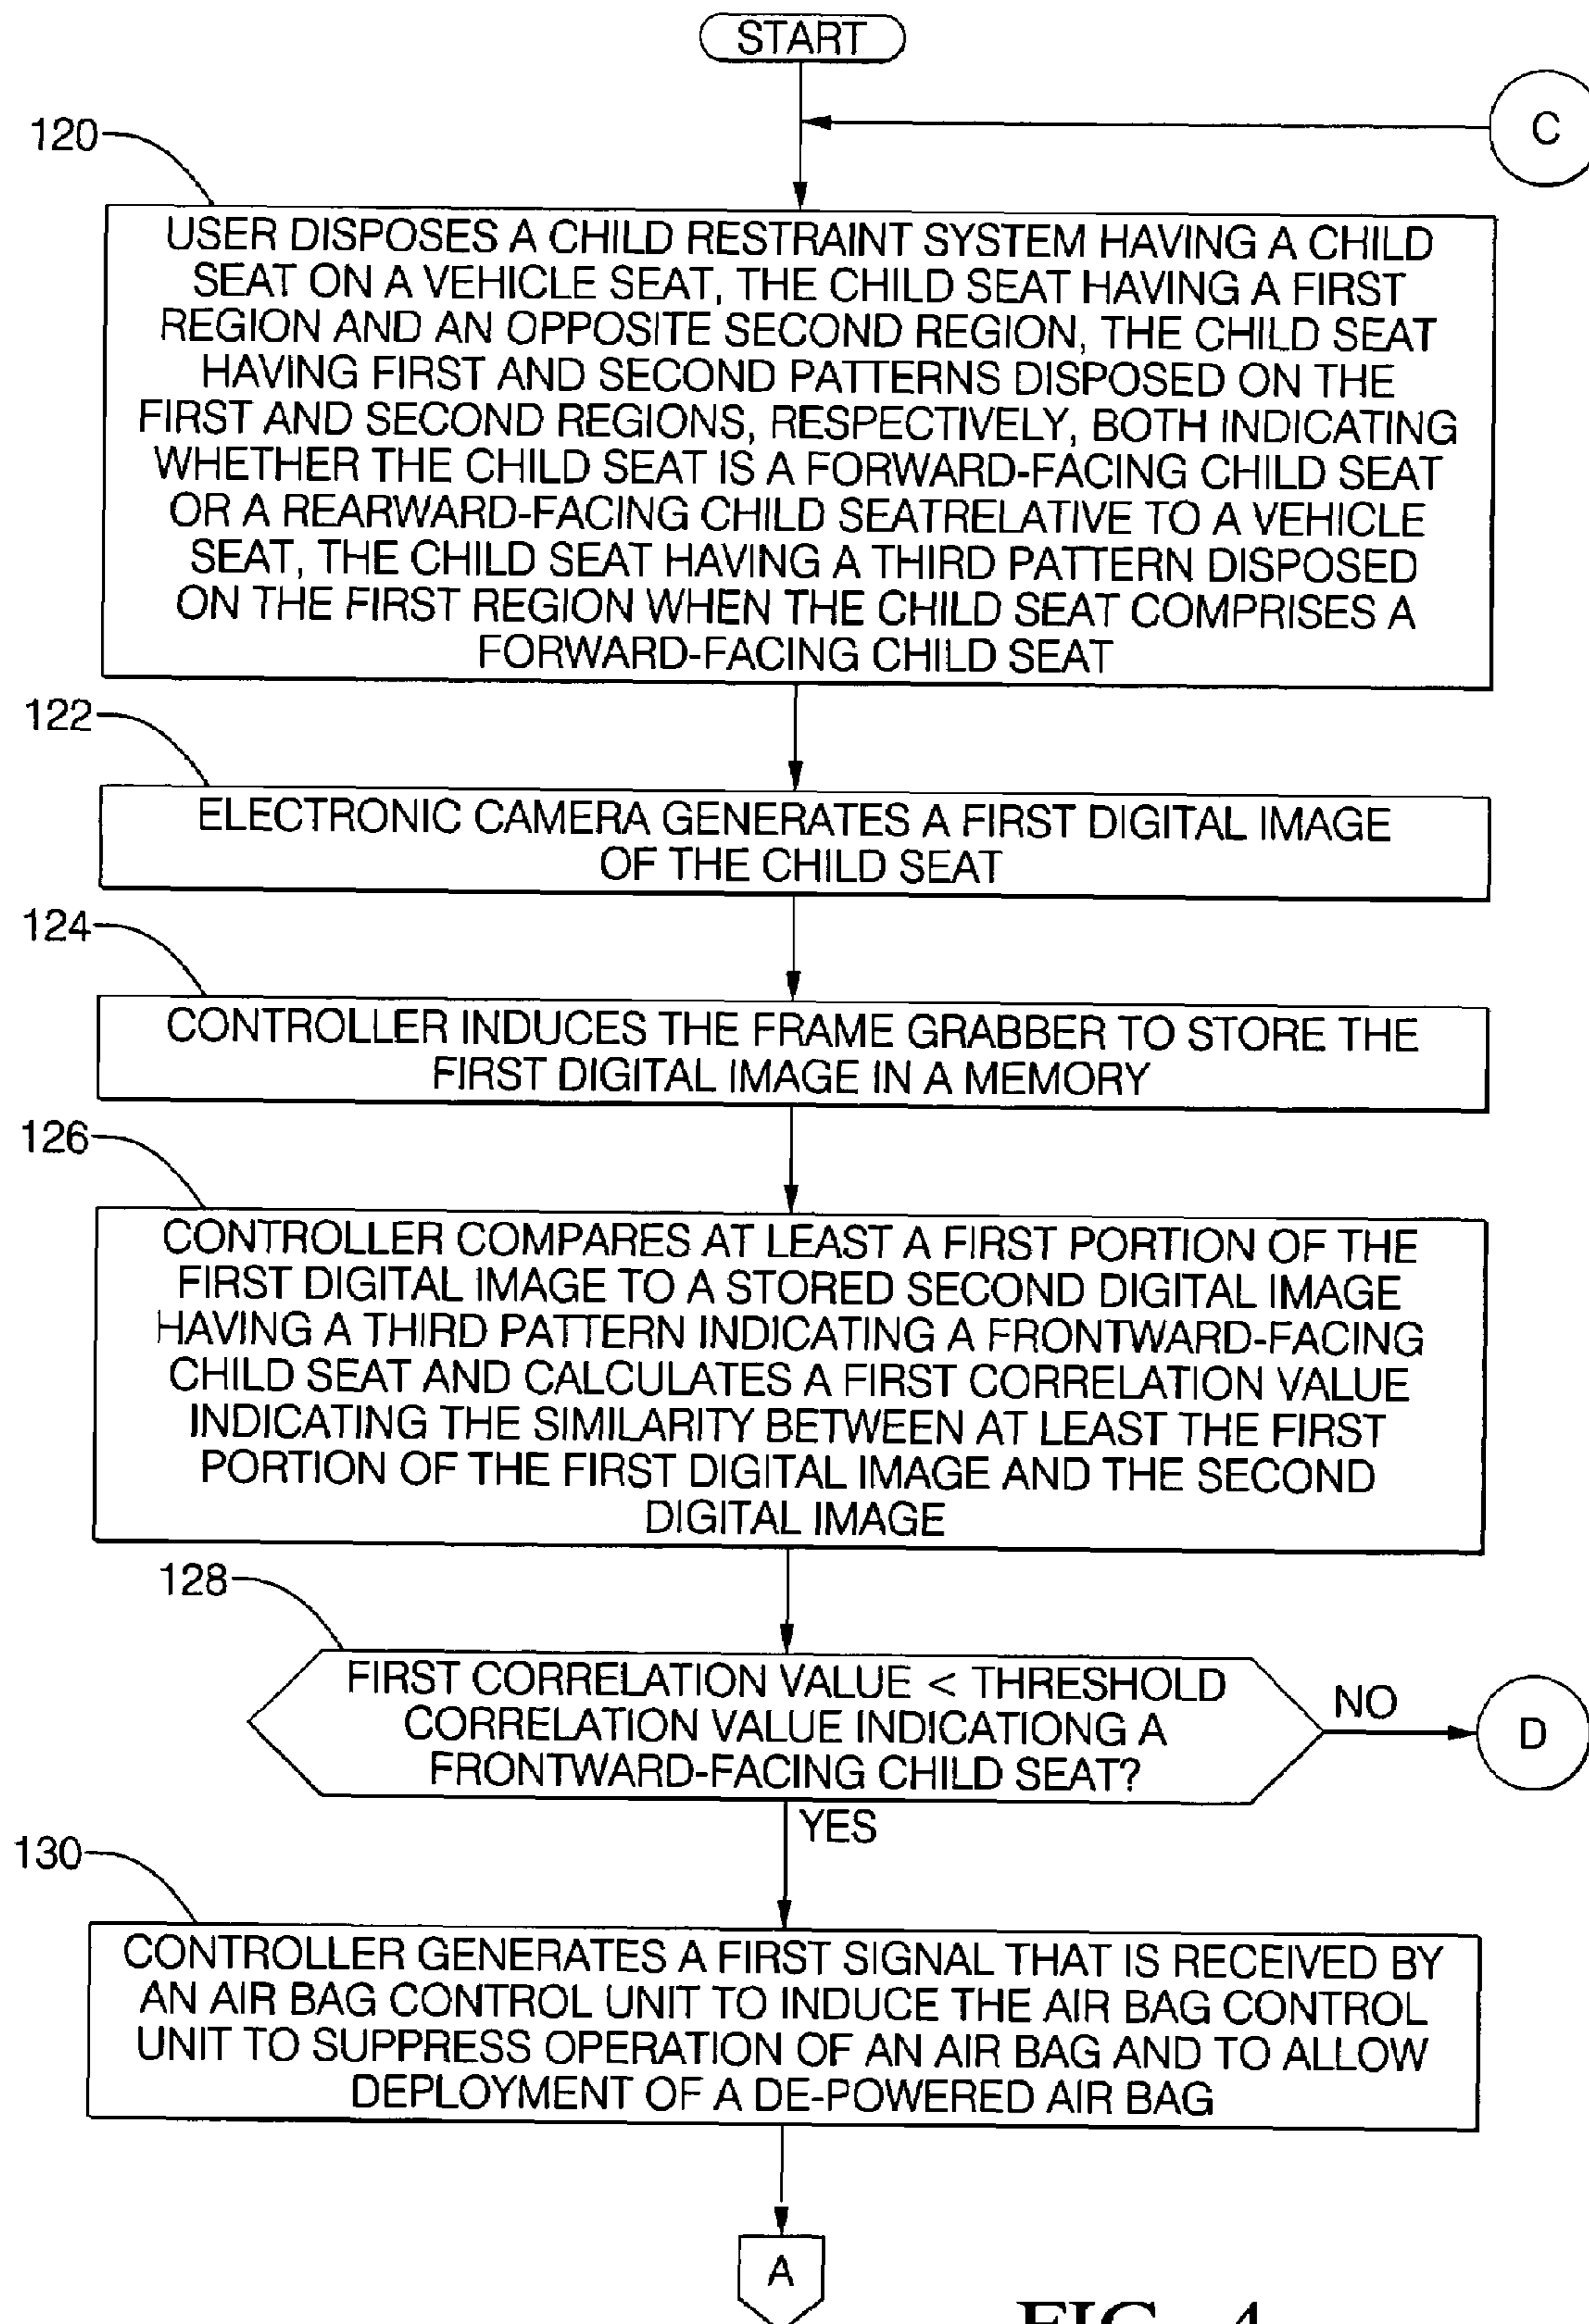 START
C
120
USER DISPOSES A CHILD RESTRAINT SYSTEM HAVING A CHILD
SEAT ON A VEHICLE SEAT, THE CHILD SEAT HAVING A FIRST
REGION AND AN OPPOSITE SECOND REGION, THE CHILD SEAT
HAVING FIRST AND SECOND PATTERNS DISPOSED ON THE
FIRST AND SECOND REGIONS, RESPECTIVELY, BOTH INDICATING
WHETHER THE CHILD SEAT IS A FORWARD-FACING CHILD SEAT
OR A REARWARD-FACING CHILD SEATRELATIVE TO A VEHICLE
SEAT, THE CHILD SEAT HAVING A THIRD PATTERN DISPOSED
ON THE FIRST REGION WHEN THE CHILD SEAT COMPRISES A
FORWARD-FACING CHILD SEAT
122
ELECTRONIC CAMERA GENERATES A FIRST DIGITAL IMAGE
OF THE CHILD SEAT
124
CONTROLLER INDUCES THE FRAME GRABBER TO STORE THE
FIRST DIGITAL IMAGE IN A MEMORY
126
CONTROLLER COMPARES AT LEAST A FIRST PORTION OF THE
FIRST DIGITAL IMAGE TO A STORED SECOND DIGITAL IMAGE
HAVING A THIRD PATTERN INDICATING A FRONTWARD-FACING
CHILD SEAT AND CALCULATES A FIRST CORRELATION VALUE
INDICATING THE SIMILARITY BETWEEN AT LEAST THE FIRST
PORTION OF THE FIRST DIGITAL IMAGE AND THE SECOND
DIGITAL IMAGE
128
FIRST CORRELATION VALUE < THRESHOLD
CORRELATION VALUE INDICATIONG A
FRONTWARD-FACING CHILD SEAT?
NO
D
YES
130
CONTROLLER GENERATES A FIRST SIGNAL THAT IS RECEIVED BY
AN AIR BAG CONTROL UNIT TO INDUCE THE AIR BAG CONTROL
UNIT TO SUPPRESS OPERATION OF AN AIR BAG AND TO ALLOW
DEPLOYMENT OF A DE-POWERED AIR BAG
A
FIG. 4